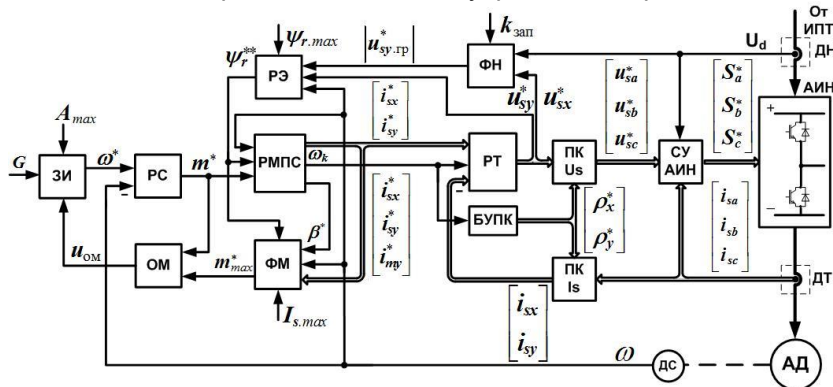 От
ИПТ
ψr.max
|u*sy.гр|
kзап
Ud
ДН
ψr**
РЭ
ФН
Amax
[i*sx
i*sy]
u*sy
u*sx
[u*sa
u*sb
u*sc]
[S*a
S*b
S*c]
АИН
+
−
G
ЗИ
ω*
РС
m*
РМПС
ωk
РТ
ПК
Us
СУ
АИН
-
-
БУПК
[ρ*x
ρ*y]
[i*sx
i*sy
i*my]
[isa
isb
isc]
uом
ОМ
m*max
ФМ
β*
ПК
Is
ДТ
Is.max
[isx
isy]
ω
ДС
АД